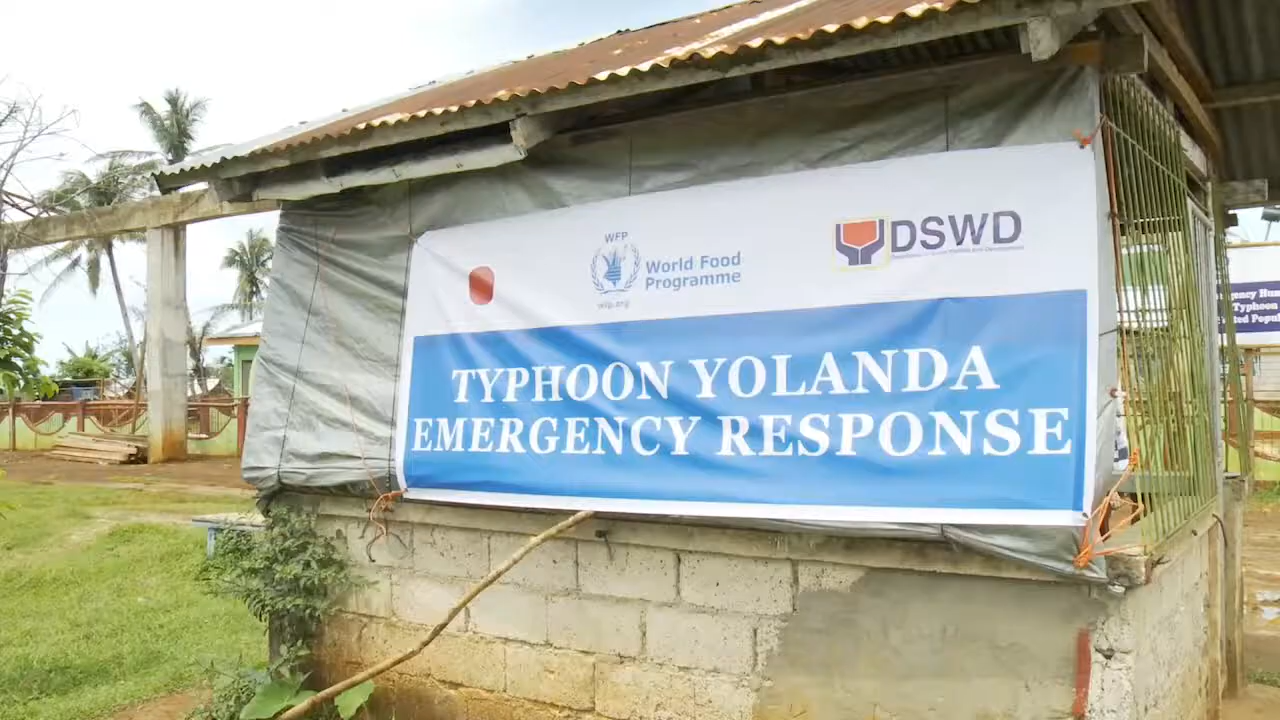 WFP
World Food
Programme
wfp.org
DSWD
TYPHOON YOLANDA
EMERGENCY RESPONSE
Typhoon